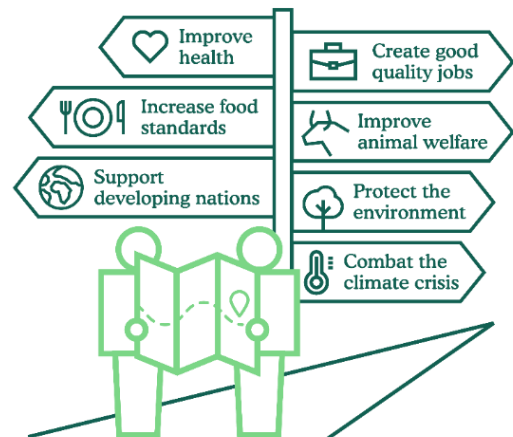 Improve
health
Create good
quality jobs
Increase food
standards
Improve
animal welfare
Support
developing nations
Protect the
environment
Combat the
climate crisis